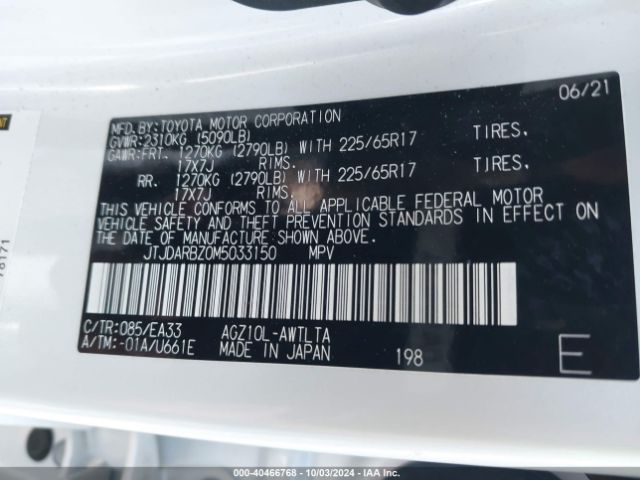 06/21
MFD.BY:TOYOTA MOTOR CORPORATION
GVWR:2310KG (5090LB)
GAWR:FRT. 1270KG (2790LB) WITH 225/65R17 TIRES.
17X7J RIMS.
RR. 1270KG (2790LB) WITH 225/65R17 TIRES.
17X7J RIMS.
THIS VEHICLE CONFORMS TO ALL APPLICABLE FEDERAL MOTOR
VEHICLE SAFETY AND THEFT PREVENTION STANDARDS IN EFFECT ON
THE DATE OF MANUFACTURE SHOWN ABOVE.
JTJDARBZ0M5033150 MPV
C/TR:085/EA33 AGZ10L-AWTLTA
A/TM:-01A/U661E MADE IN JAPAN 198 E
78171
000-40466768 - 10/03/2024 - IAA Inc.